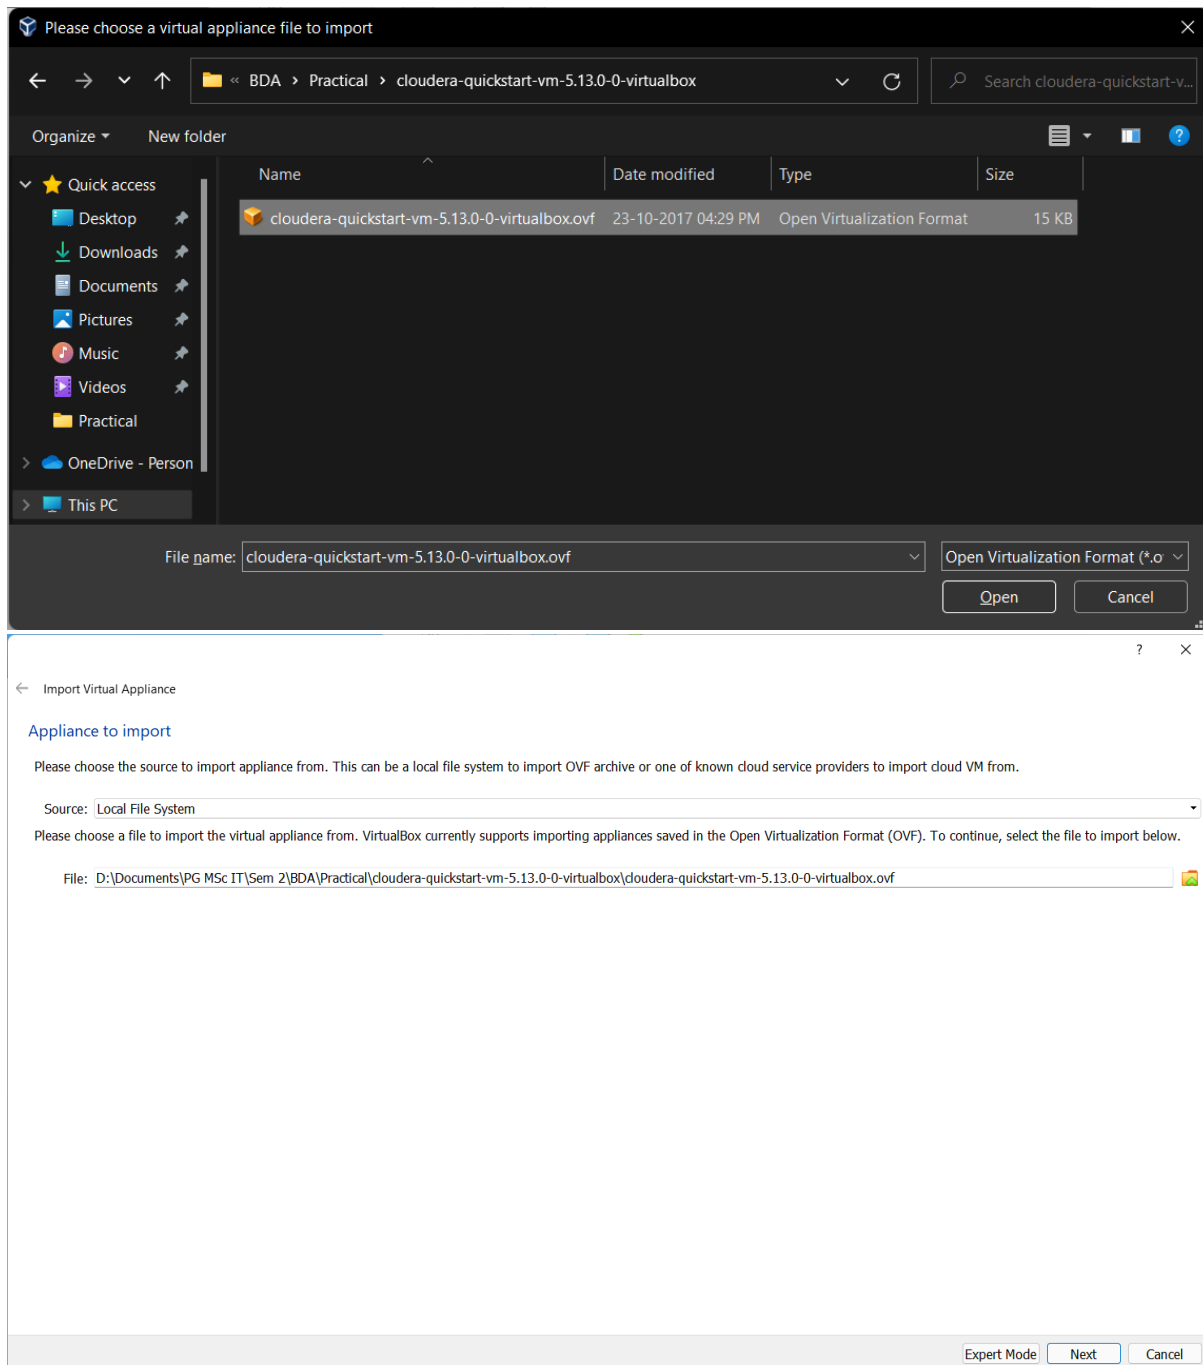 Please choose a virtual appliance file to import
« BDA > Practical > cloudera-quickstart-vm-5.13.0-0-virtualbox
Search cloudera-quickstart-v...
Organize
New folder
Name Date modified Type Size
Quick access
cloudera-quickstart-vm-5.13.0-0-virtualbox.ovf 23-10-2017 04:29 PM Open Virtualization Format 15 KB
Desktop
Downloads
Documents
Pictures
Music
Videos
Practical
OneDrive - Person
This PC
File name: cloudera-quickstart-vm-5.13.0-0-virtualbox.ovf
Open Virtualization Format (*.o
Open Cancel
Import Virtual Appliance
Appliance to import
Please choose the source to import appliance from. This can be a local file system to import OVF archive or one of known cloud service providers to import cloud VM from.
Source: Local File System
Please choose a file to import the virtual appliance from. VirtualBox currently supports importing appliances saved in the Open Virtualization Format (OVF). To continue, select the file to import below.
File: D:\Documents\PG MSc IT\Sem 2\BDA\Practical\cloudera-quickstart-vm-5.13.0-0-virtualbox\cloudera-quickstart-vm-5.13.0-0-virtualbox.ovf
Expert Mode Next Cancel